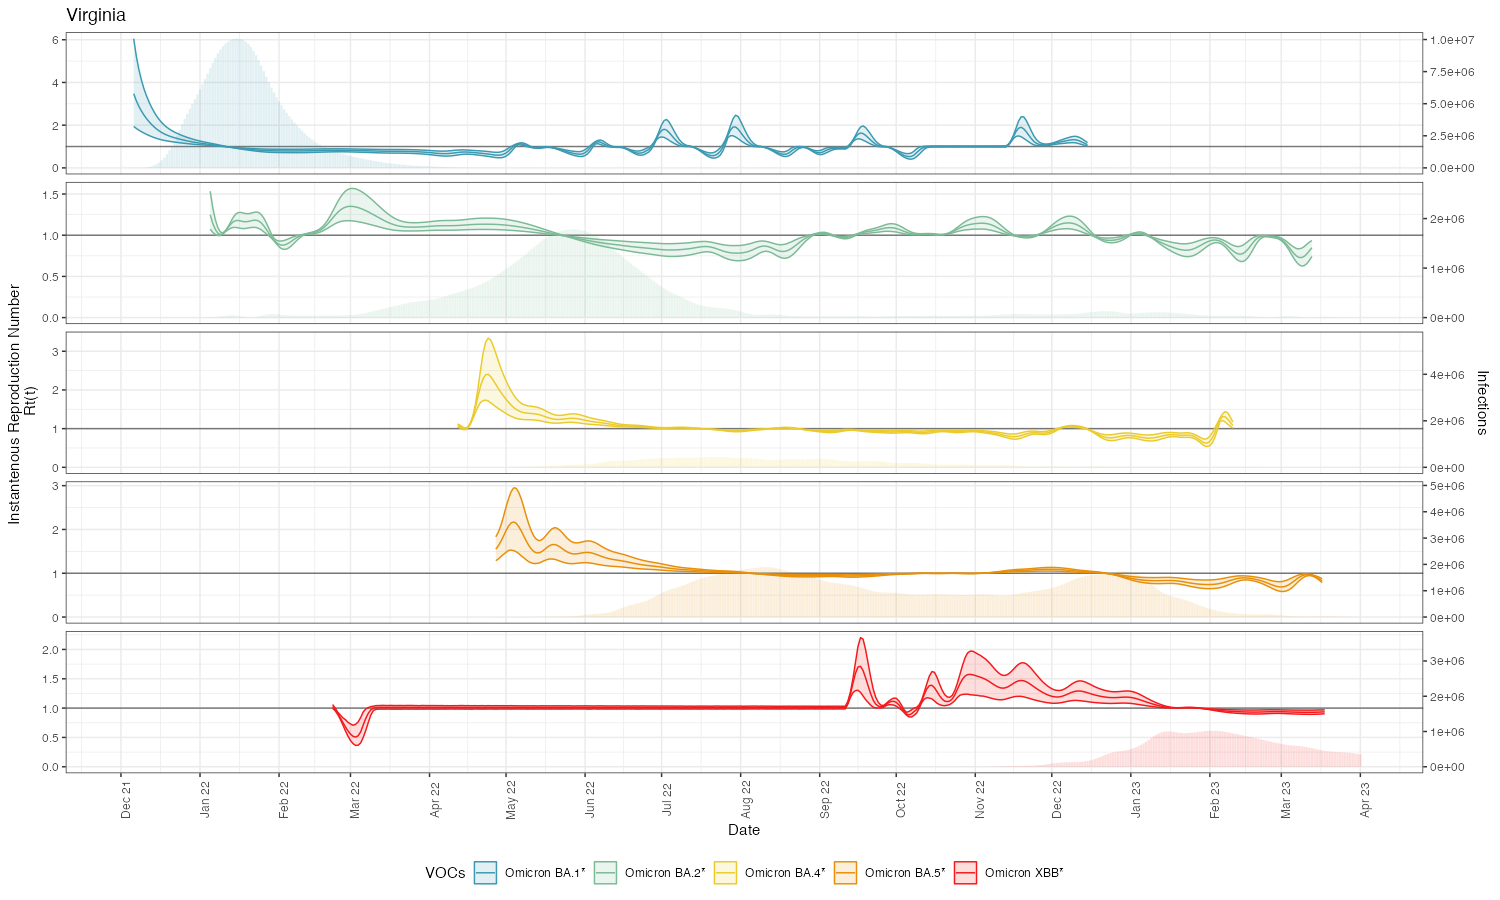 Virginia
6
4
2
0
1.0e+07
7.5e+06
5.0e+06
2.5e+06
0.0e+00
1.5
1.0
0.5
0.0
2e+06
1e+06
0e+00
3
2
1
0
4e+06
2e+06
0e+00
3
2
1
0
5e+06
4e+06
3e+06
2e+06
1e+06
0e+00
2.0
1.5
1.0
0.5
0.0
3e+06
2e+06
1e+06
0e+00
Instantenous Reproduction Number
Rt(t)
Infections
Dec 21
Jan 22
Feb 22
Mar 22
Apr 22
May 22
Jun 22
Jul 22
Aug 22
Sep 22
Oct 22
Nov 22
Dec 22
Jan 23
Feb 23
Mar 23
Apr 23
Date
VOCs
Omicron BA.1*
Omicron BA.2*
Omicron BA.4*
Omicron BA.5*
Omicron XBB*